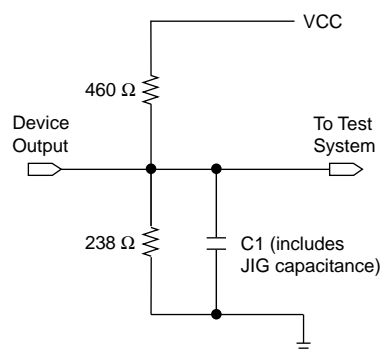 VCC
460 Ω
Device
Output
To Test
System
238 Ω
C1 (includes
JIG capacitance)